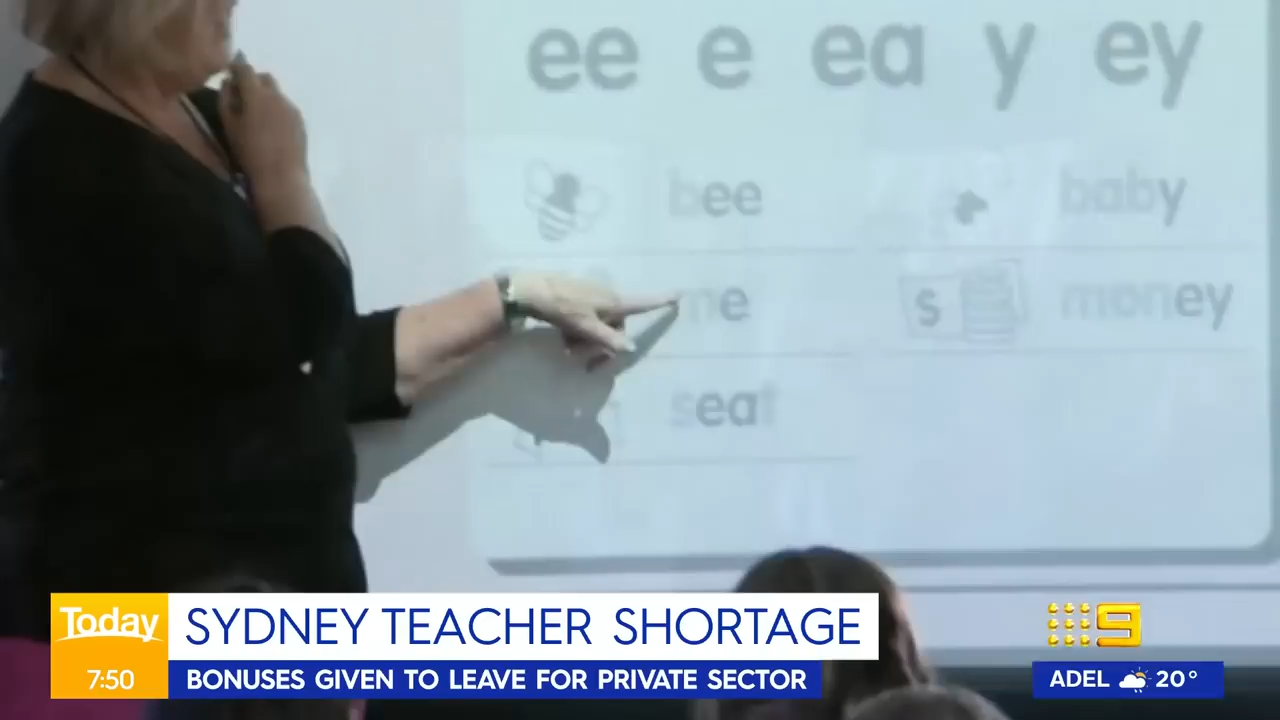 ee e ea y ey
bee baby
me money
$
seat
Today SYDNEY TEACHER SHORTAGE
7:50 BONUSES GIVEN TO LEAVE FOR PRIVATE SECTOR
9
ADEL 20°